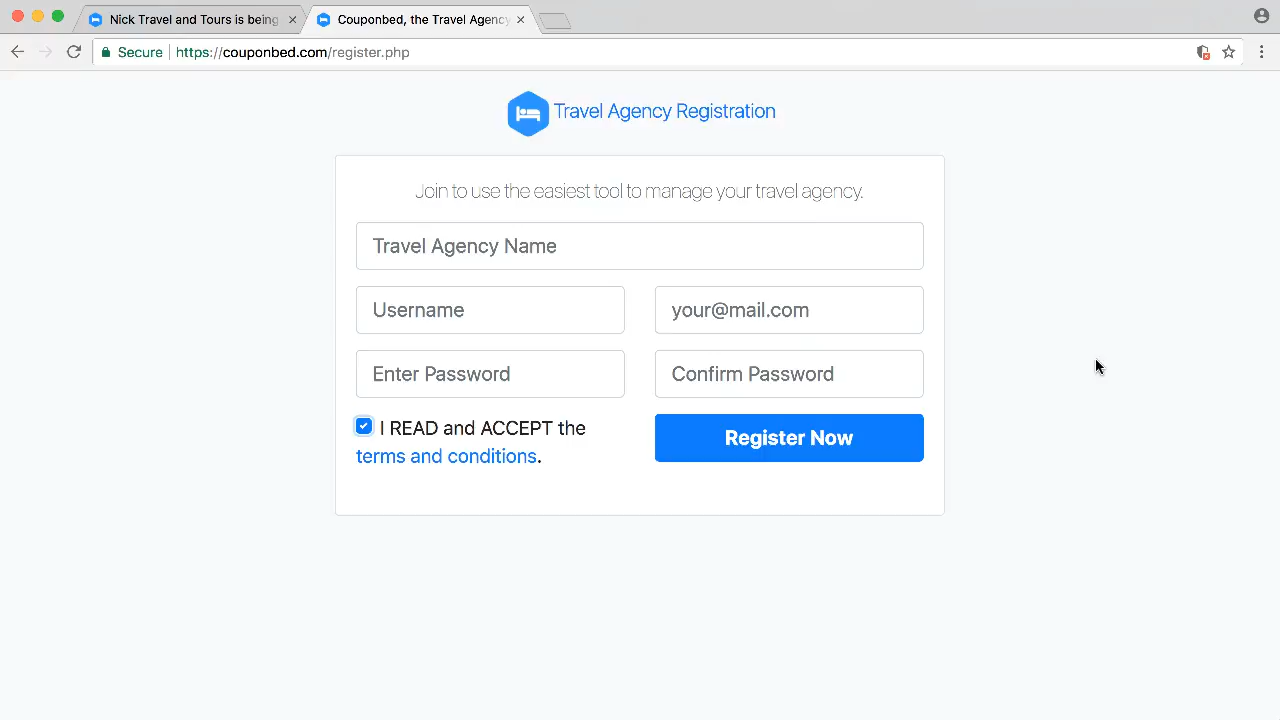 Nick Travel and Tours is being
Couponbed, the Travel Agency
Secure https://couponbed.com/register.php
Travel Agency Registration
Join to use the easiest tool to manage your travel agency.
Travel Agency Name
Username
your@mail.com
Enter Password
Confirm Password
I READ and ACCEPT the
terms and conditions.
Register Now